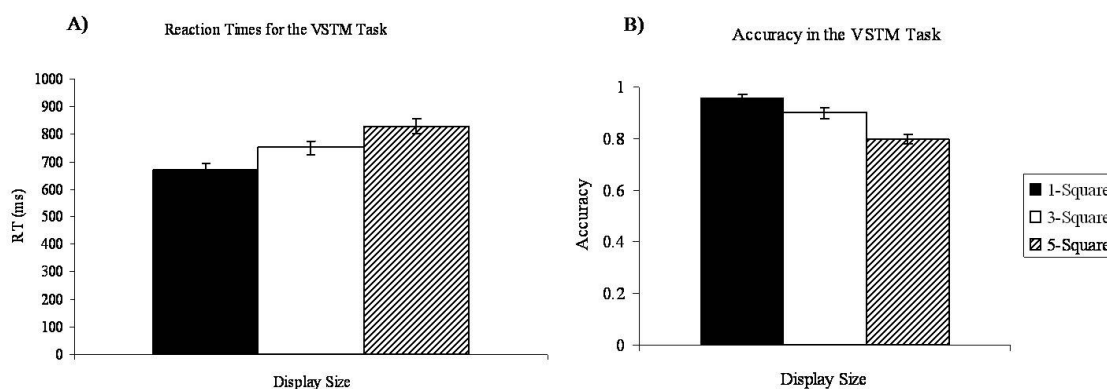 A)
Reaction Times for the VSTM Task
1000
900
800
700
600
500
400
300
200
100
0
RT (ms)
Display Size
B)
Accuracy in the VSTM Task
1
0.8
0.6
0.4
0.2
0
Accuracy
Display Size
1-Square
3-Square
5-Square